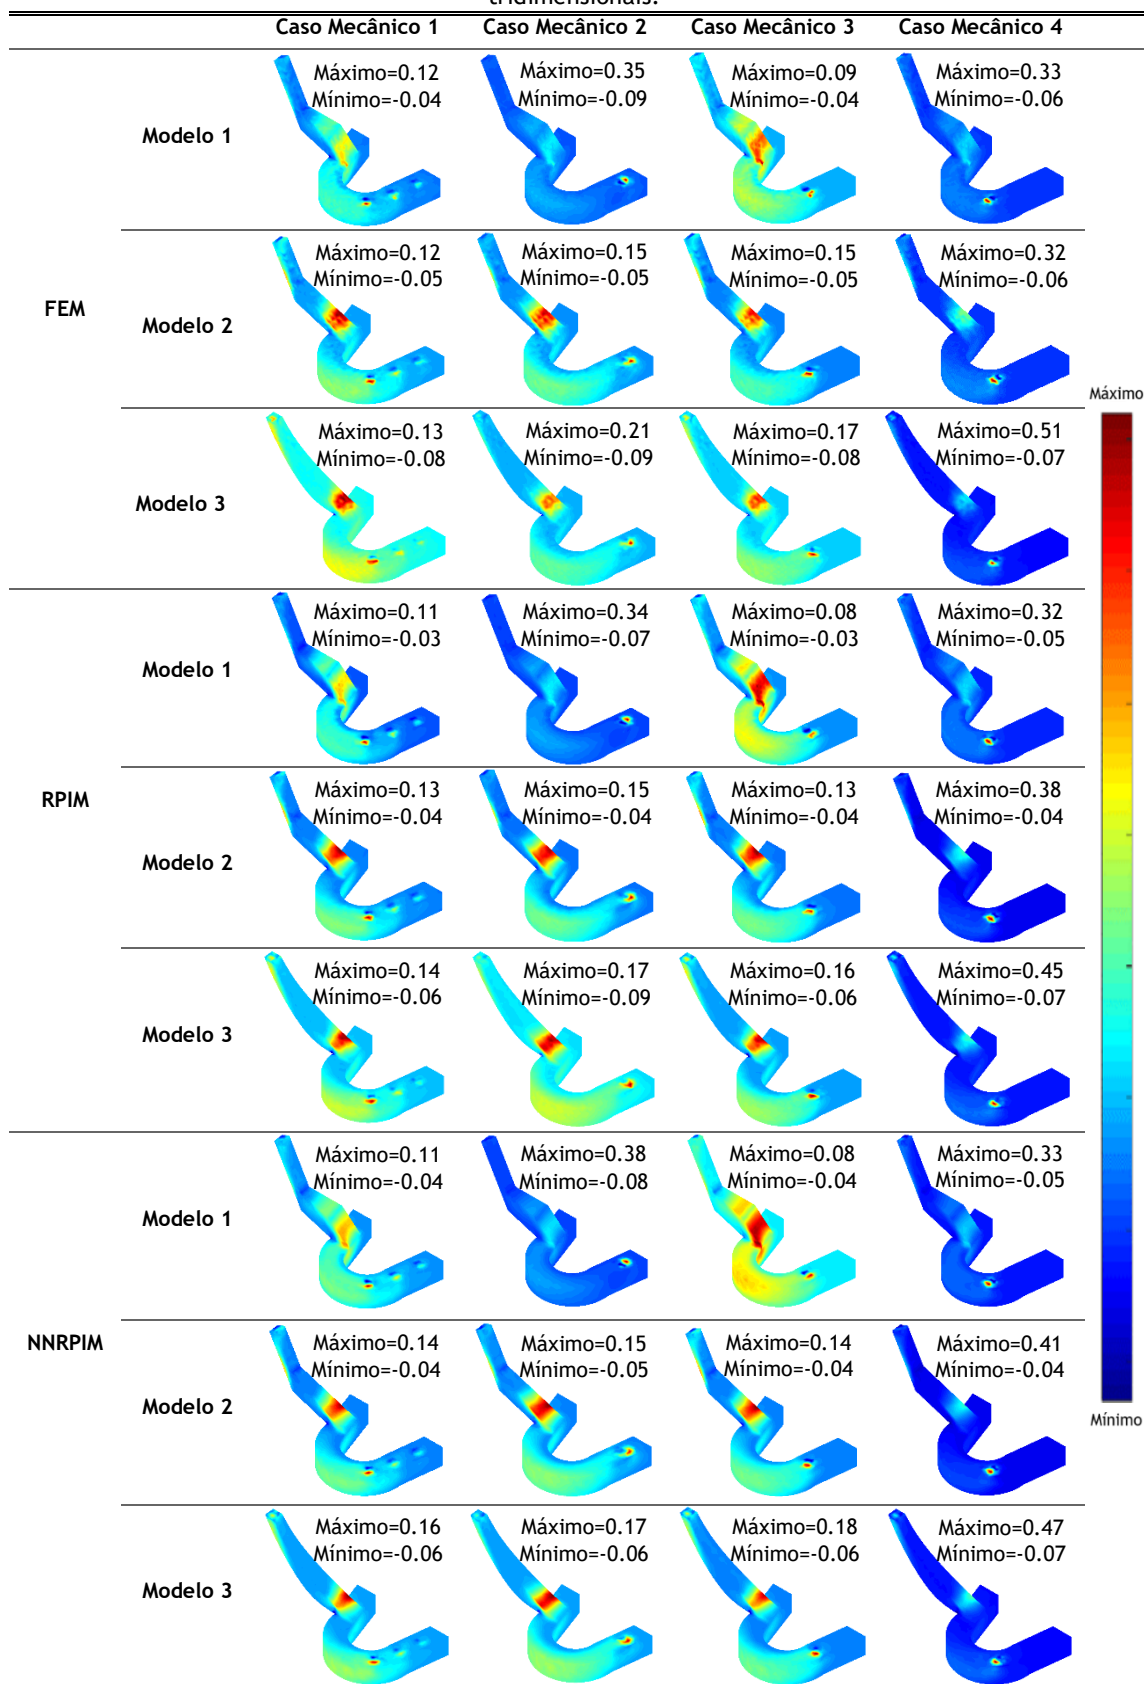 tridimensionais.
Caso Mecânico 1 Caso Mecânico 2 Caso Mecânico 3 Caso Mecânico 4
Máximo=0.12 Máximo=0.35 Máximo=0.09 Máximo=0.33
Mínimo=-0.04 Mínimo=-0.09 Mínimo=-0.04 Mínimo=-0.06
Modelo 1
Máximo=0.12 Máximo=0.15 Máximo=0.15 Máximo=0.32
Mínimo=-0.05 Mínimo=-0.05 Mínimo=-0.05 Mínimo=-0.06
FEM
Modelo 2
Máximo
Máximo=0.13 Máximo=0.21 Máximo=0.17 Máximo=0.51
Mínimo=-0.08 Mínimo=-0.09 Mínimo=-0.08 Mínimo=-0.07
Modelo 3
Máximo=0.11 Máximo=0.34 Máximo=0.08 Máximo=0.32
Mínimo=-0.03 Mínimo=-0.07 Mínimo=-0.03 Mínimo=-0.05
Modelo 1
Máximo=0.13 Máximo=0.15 Máximo=0.13 Máximo=0.38
RPIM
Mínimo=-0.04 Mínimo=-0.04 Mínimo=-0.04 Mínimo=-0.04
Modelo 2
Máximo=0.14 Máximo=0.17 Máximo=0.16 Máximo=0.45
Mínimo=-0.06 Mínimo=-0.09 Mínimo=-0.06 Mínimo=-0.07
Modelo 3
Máximo=0.11 Máximo=0.38 Máximo=0.08 Máximo=0.33
Mínimo=-0.04 Mínimo=-0.08 Mínimo=-0.04 Mínimo=-0.05
Modelo 1
Máximo=0.14 Máximo=0.15 Máximo=0.14 Máximo=0.41
NNRPIM
Mínimo=-0.04 Mínimo=-0.05 Mínimo=-0.04 Mínimo=-0.04
Modelo 2
Mínimo
Máximo=0.16 Máximo=0.17 Máximo=0.18 Máximo=0.47
Mínimo=-0.06 Mínimo=-0.06 Mínimo=-0.06 Mínimo=-0.07
Modelo 3